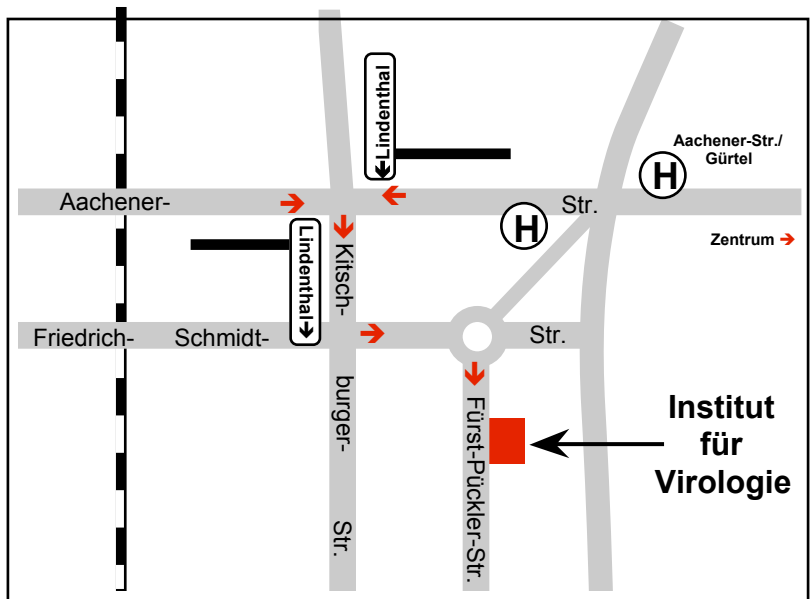 Lindenthal
Aachener-Str./
Gürtel
H
Aachener-
Str.
H
Lindenthal
Kitsch-
Zentrum
Friedrich-
Schmidt-
Str.
burger-
Str.
Fürst-Pückler-Str.
Institut
für
Virologie